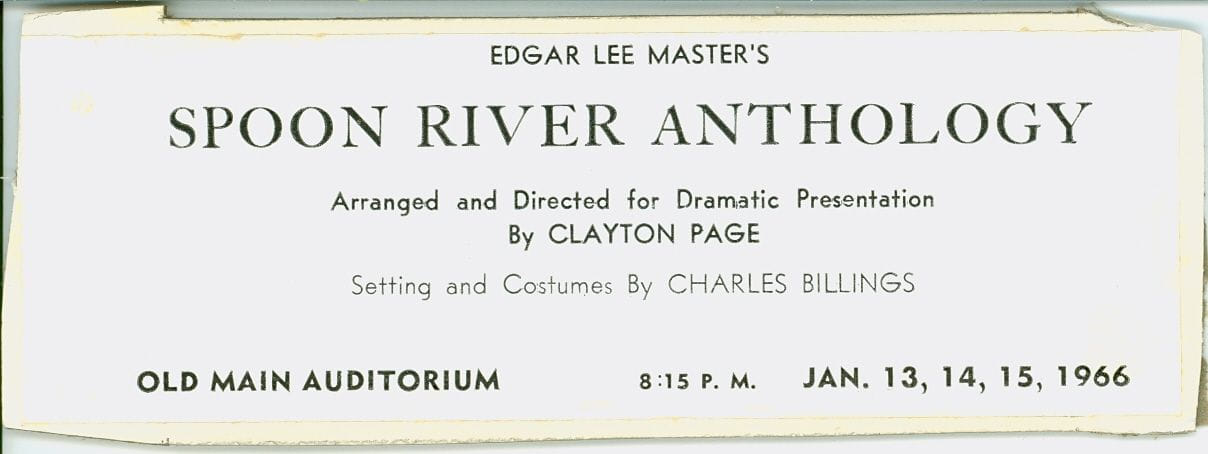 EDGAR LEE MASTER'S
SPOON RIVER ANTHOLOGY
Arranged and Directed for Dramatic Presentation
By CLAYTON PAGE
Setting and Costumes By CHARLES BILLINGS
OLD MAIN AUDITORIUM 8:15 P. M. JAN. 13, 14, 15, 1966